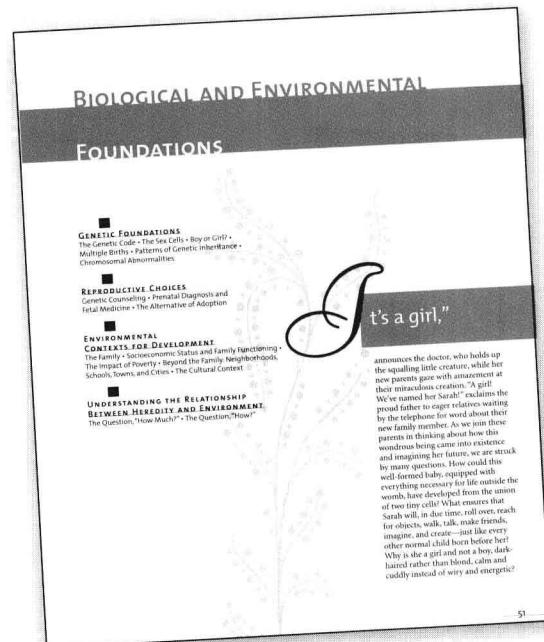 BIOLOGICAL AND ENVIRONMENTAL
FOUNDATIONS
GENETIC FOUNDATIONS
The Genetic Code • The Sex Cells • Boy or Girl? •
Multiple Births • Patterns of Genetic Inheritance •
Chromosomal Abnormalities
REPRODUCTIVE CHOICES
Genetic Counseling • Prenatal Diagnosis and
Fetal Medicine • The Alternative of Adoption
ENVIRONMENTAL
CONTEXTS FOR DEVELOPMENT
The Family • Socioeconomic Status and Family Functioning •
The Impact of Poverty • Beyond the Family: Neighborhoods,
Schools, Towns, and Cities • The Cultural Context
UNDERSTANDING THE RELATIONSHIP
BETWEEN HEREDITY AND ENVIRONMENT
The Question, "How Much?" • The Question, "How?"
It's a girl,"
announces the doctor, who holds up
the squalling little creature, while her
new parents gaze with amazement at
their miraculous creation. "A girl!
We've named her Sarah!" exclaims the
proud father to eager relatives waiting
by the telephone for word about their
new family member. As we join these
parents in thinking about how this
wondrous being came into existence
and imagining her future, we are struck
by many questions. How could this
well-formed baby, equipped with
everything necessary for life outside the
womb, have developed from the union
of two tiny cells? What ensures that
Sarah will, in due time, roll over, reach
for objects, walk, talk, make friends,
imagine, and create—just like every
other normal child born before her?
Why is she a girl and not a boy, dark-
haired rather than blond, calm and
cuddly instead of wiry and energetic?
51